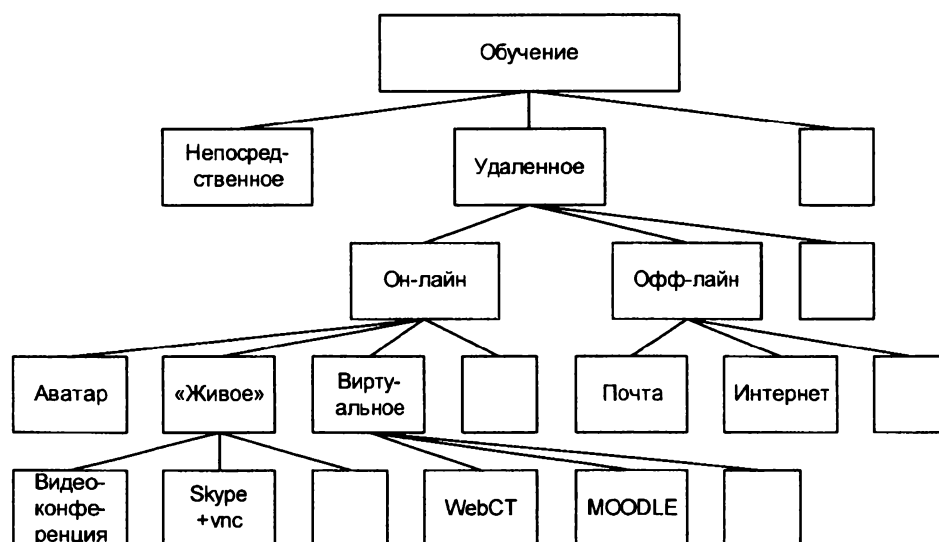 Обучение
Непосред-
ственное
Удаленное
Он-лайн
Офф-лайн
Аватар
«Живое»
Вирту-
альное
Почта
Интернет
Видео-
конфе-
ренция
Skype
+vnc
WebCT
MOODLE